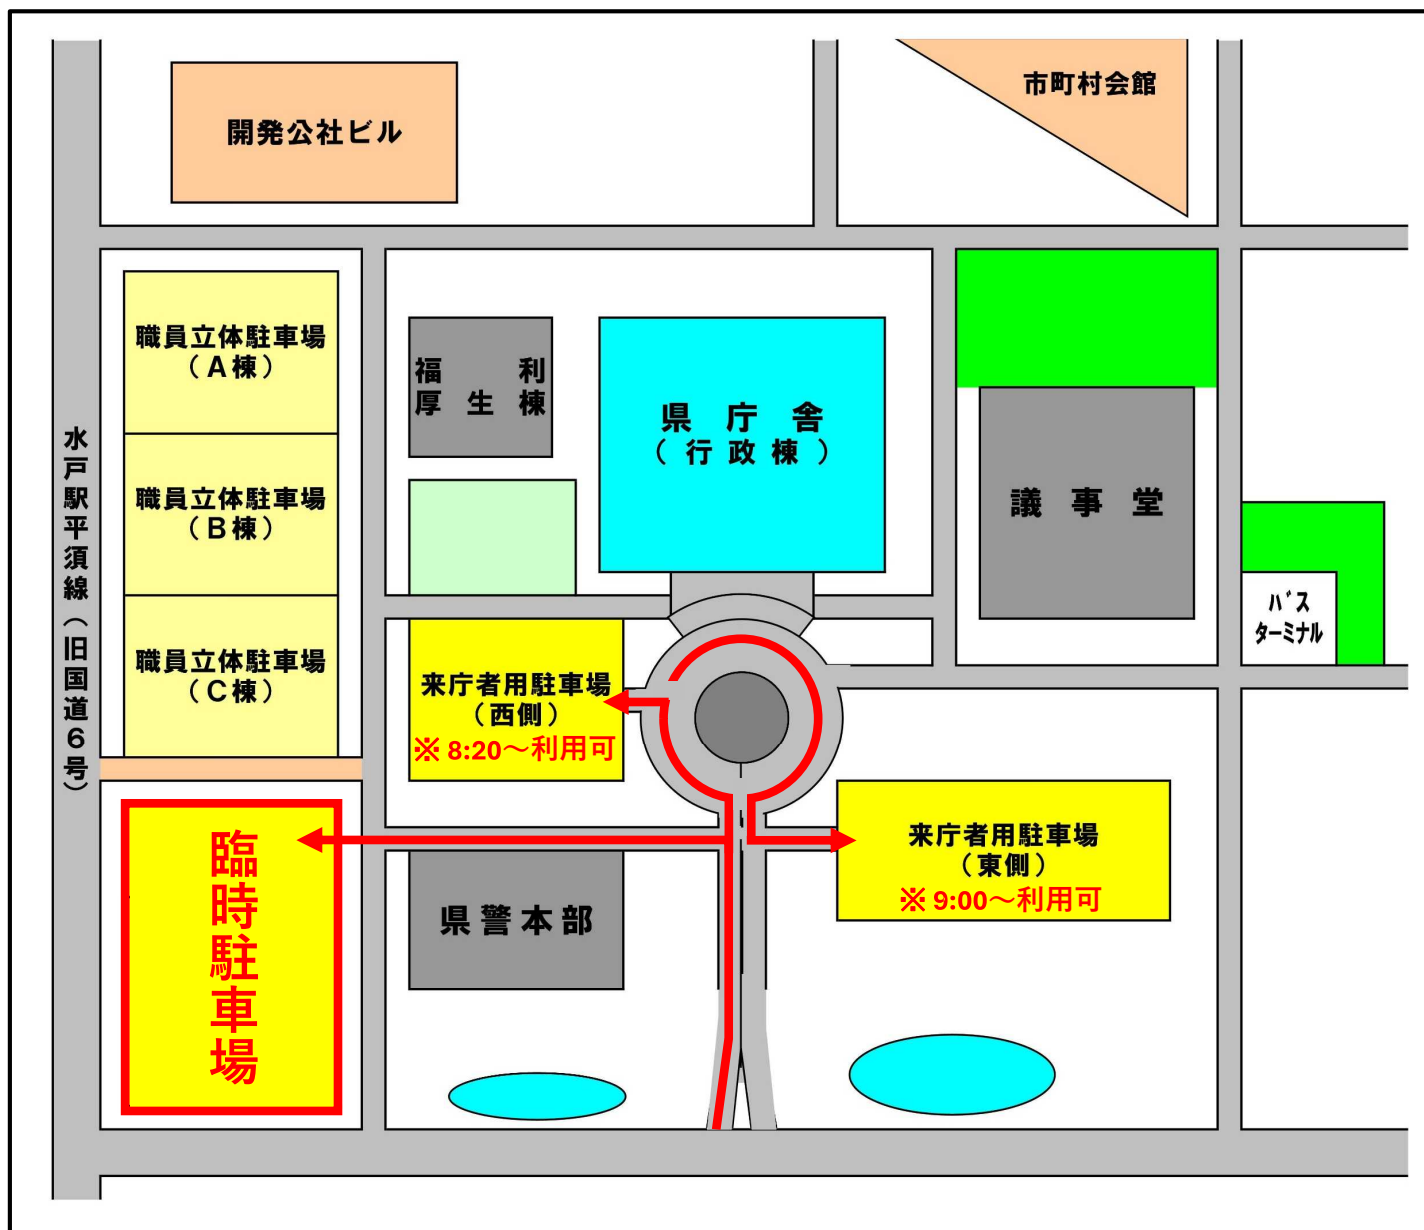 開発公社ビル
市町村会館
職員立体駐車場
（A棟）
福利
厚生棟
県庁舎
（行政棟）
水戸駅平須線（旧国道６号）
職員立体駐車場
（B棟）
議事堂
バス
ターミナル
職員立体駐車場
（C棟）
来庁者用駐車場
（西側）
※ 8:20～利用可
来庁者用駐車場
（東側）
※ 9:00～利用可
臨時駐車場
県警本部